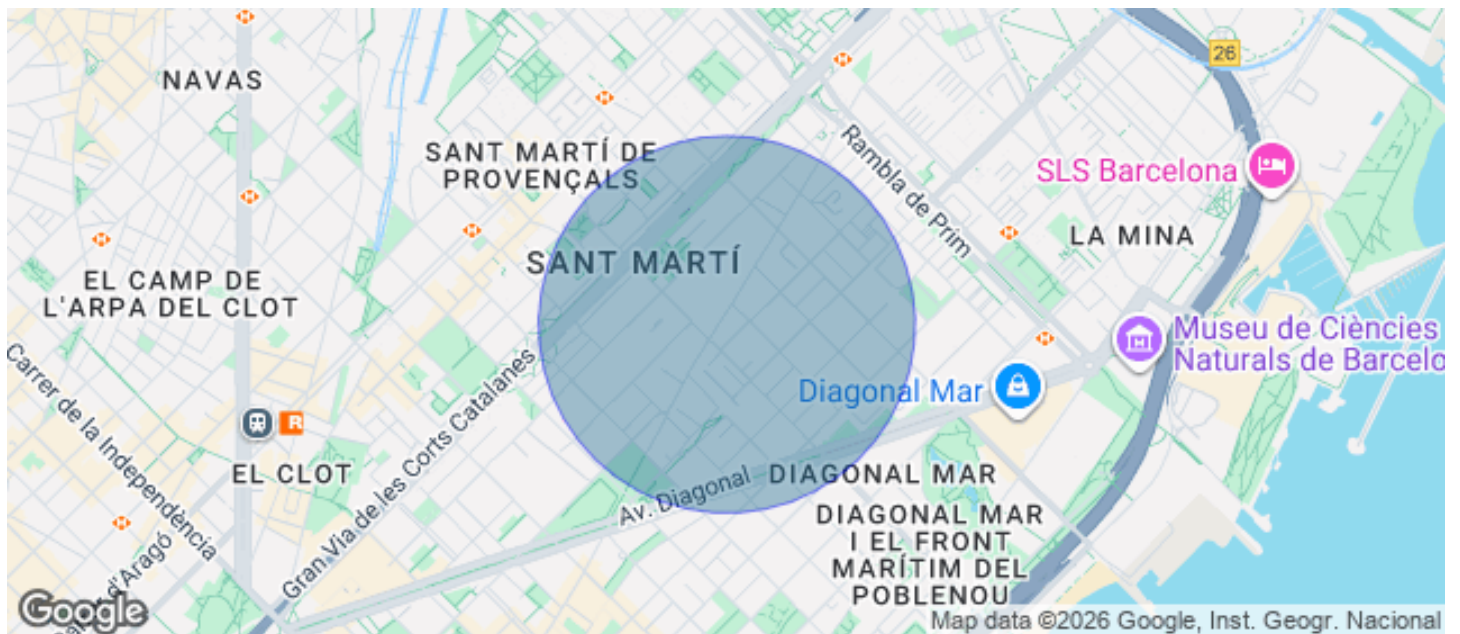 26
NAVAS
SANT MARTÍ DE
PROVENÇALS
Rambla de Prim
SLS Barcelona
LA MINA
SANT MARTÍ
EL CAMP DE
L'ARPA DEL CLOT
Museu de Ciències
Naturals de Barcelo
Diagonal Mar
Carrer de la Independència
Gran Via de les Corts Catalanes
R
EL CLOT
Av. Diagonal
DIAGONAL MAR
DIAGONAL MAR
I EL FRONT
MARÍTIM DEL
POBLENOU
d'Aragó
Google
Map data ©2026 Google, Inst. Geogr. Nacional